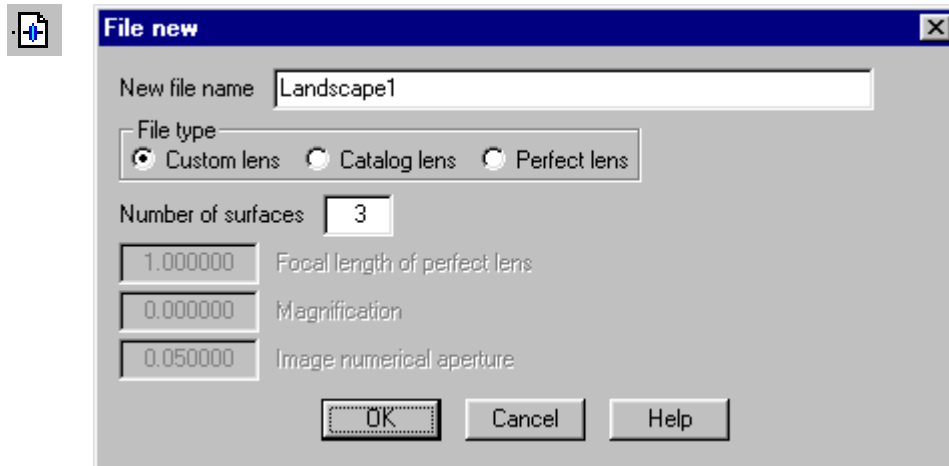 File new
New file name Landscape1
File type
Custom lens Catalog lens Perfect lens
Number of surfaces 3
1.000000 Focal length of perfect lens
0.000000 Magnification
0.050000 Image numerical aperture
OK Cancel Help